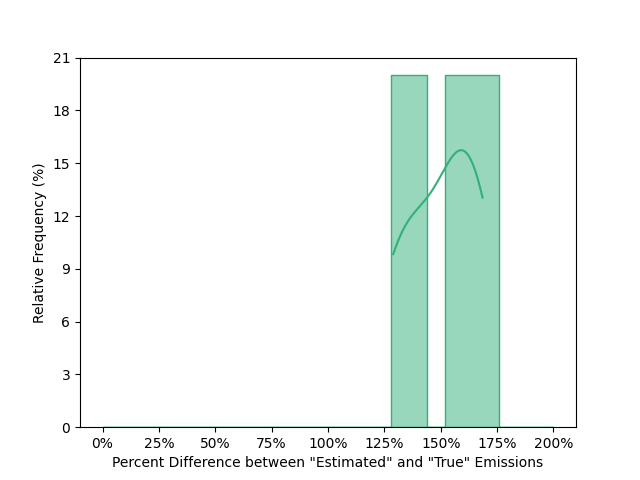 21
18
15
12
9
6
3
0
Relative Frequency (%)
0% 25% 50% 75% 100% 125% 150% 175% 200%
Percent Difference between "Estimated" and "True" Emissions